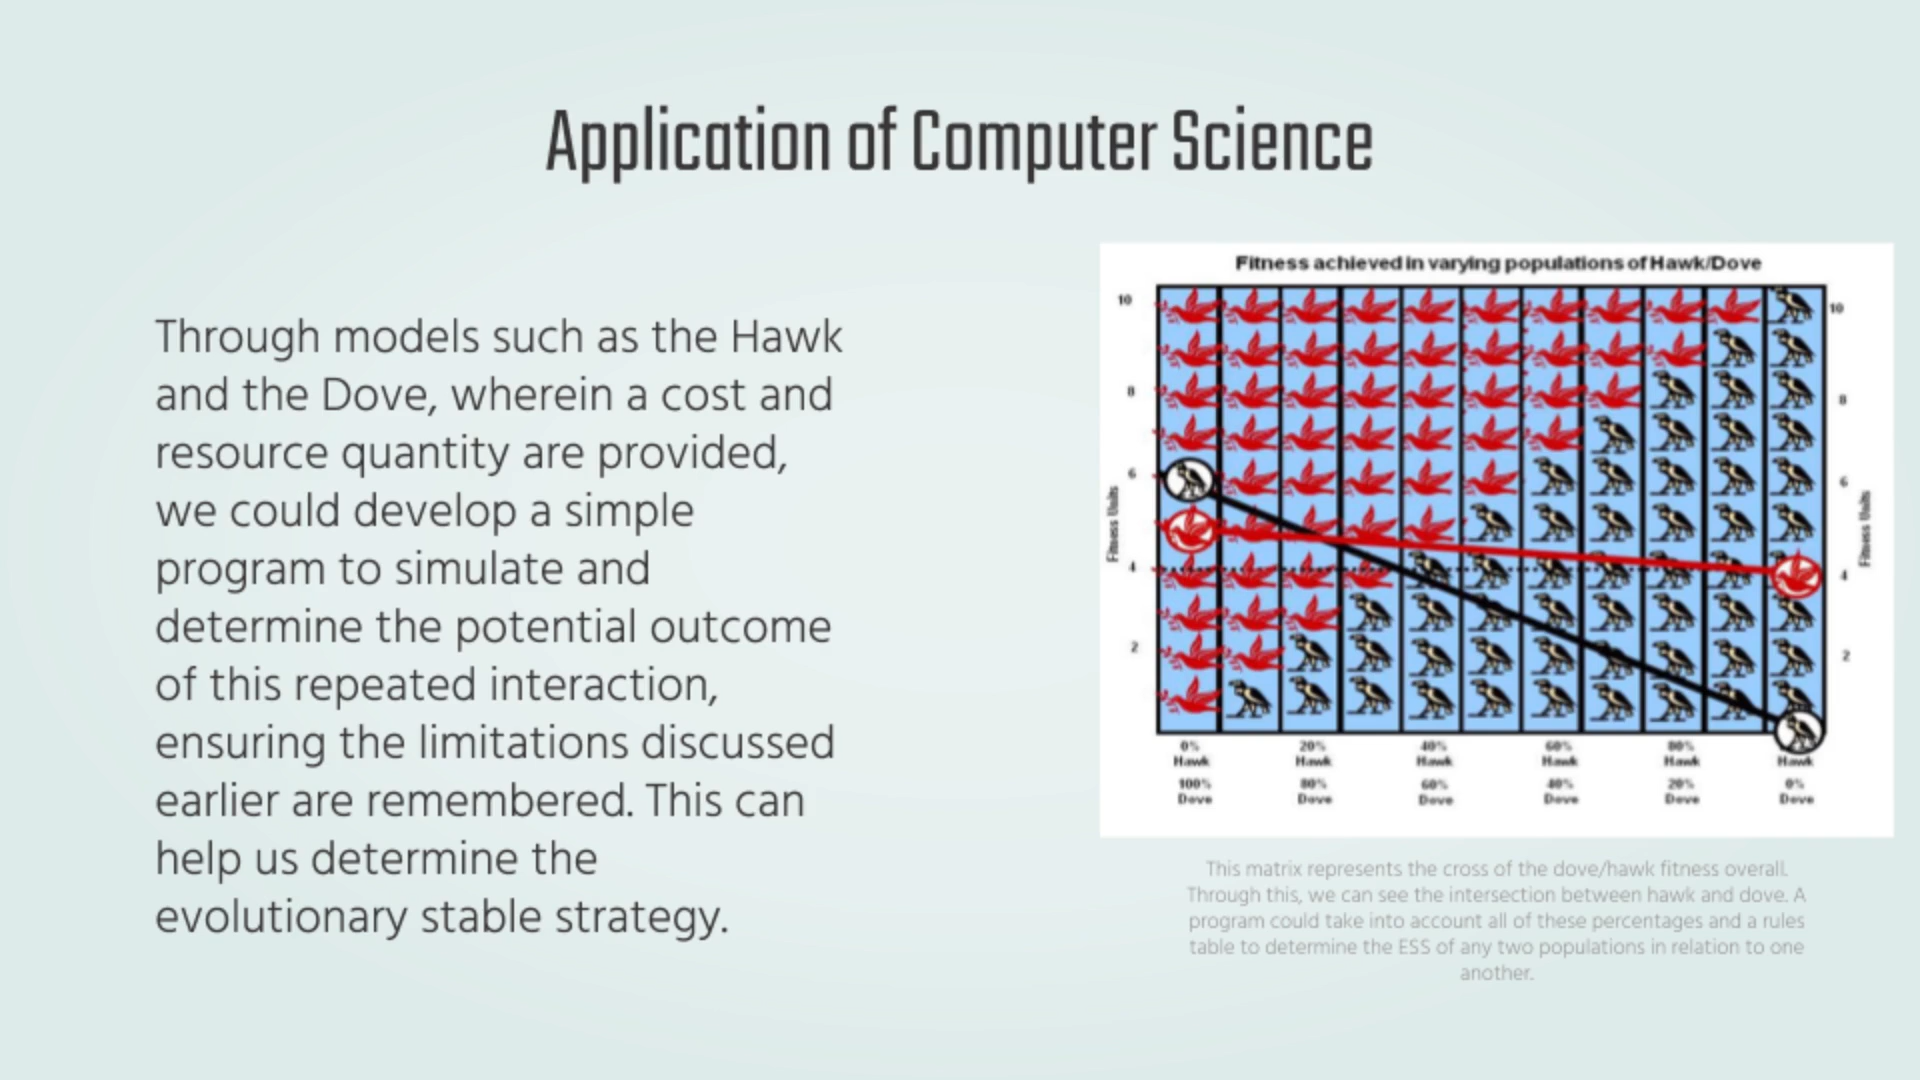 Application of Computer Science
Through models such as the Hawk
and the Dove, wherein a cost and
resource quantity are provided,
we could develop a simple
program to simulate and
determine the potential outcome
of this repeated interaction,
ensuring the limitations discussed
earlier are remembered. This can
help us determine the
evolutionary stable strategy.
Fitness achieved in varying populations of Hawk/Dove
10
8
6
4
2
Fitness Units
10
8
6
4
2
Fitness Units
0% 20% 40% 60% 80%
Hawk Hawk Hawk Hawk Hawk Hawk
100% 80% 60% 40% 20% 0%
Dove Dove Dove Dove Dove Dove
This matrix represents the cross of the dove/hawk fitness overall.
Through this, we can see the intersection between hawk and dove. A
program could take into account all of these percentages and a rules
table to determine the ESS of any two populations in relation to one
another.